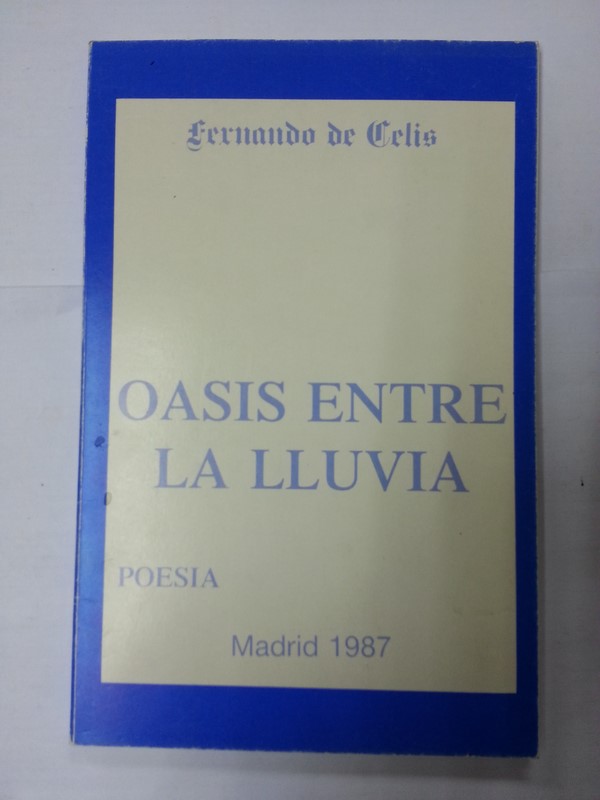 Fernando de Celis
OASIS ENTRE
LA LLUVIA
POESIA
Madrid 1987